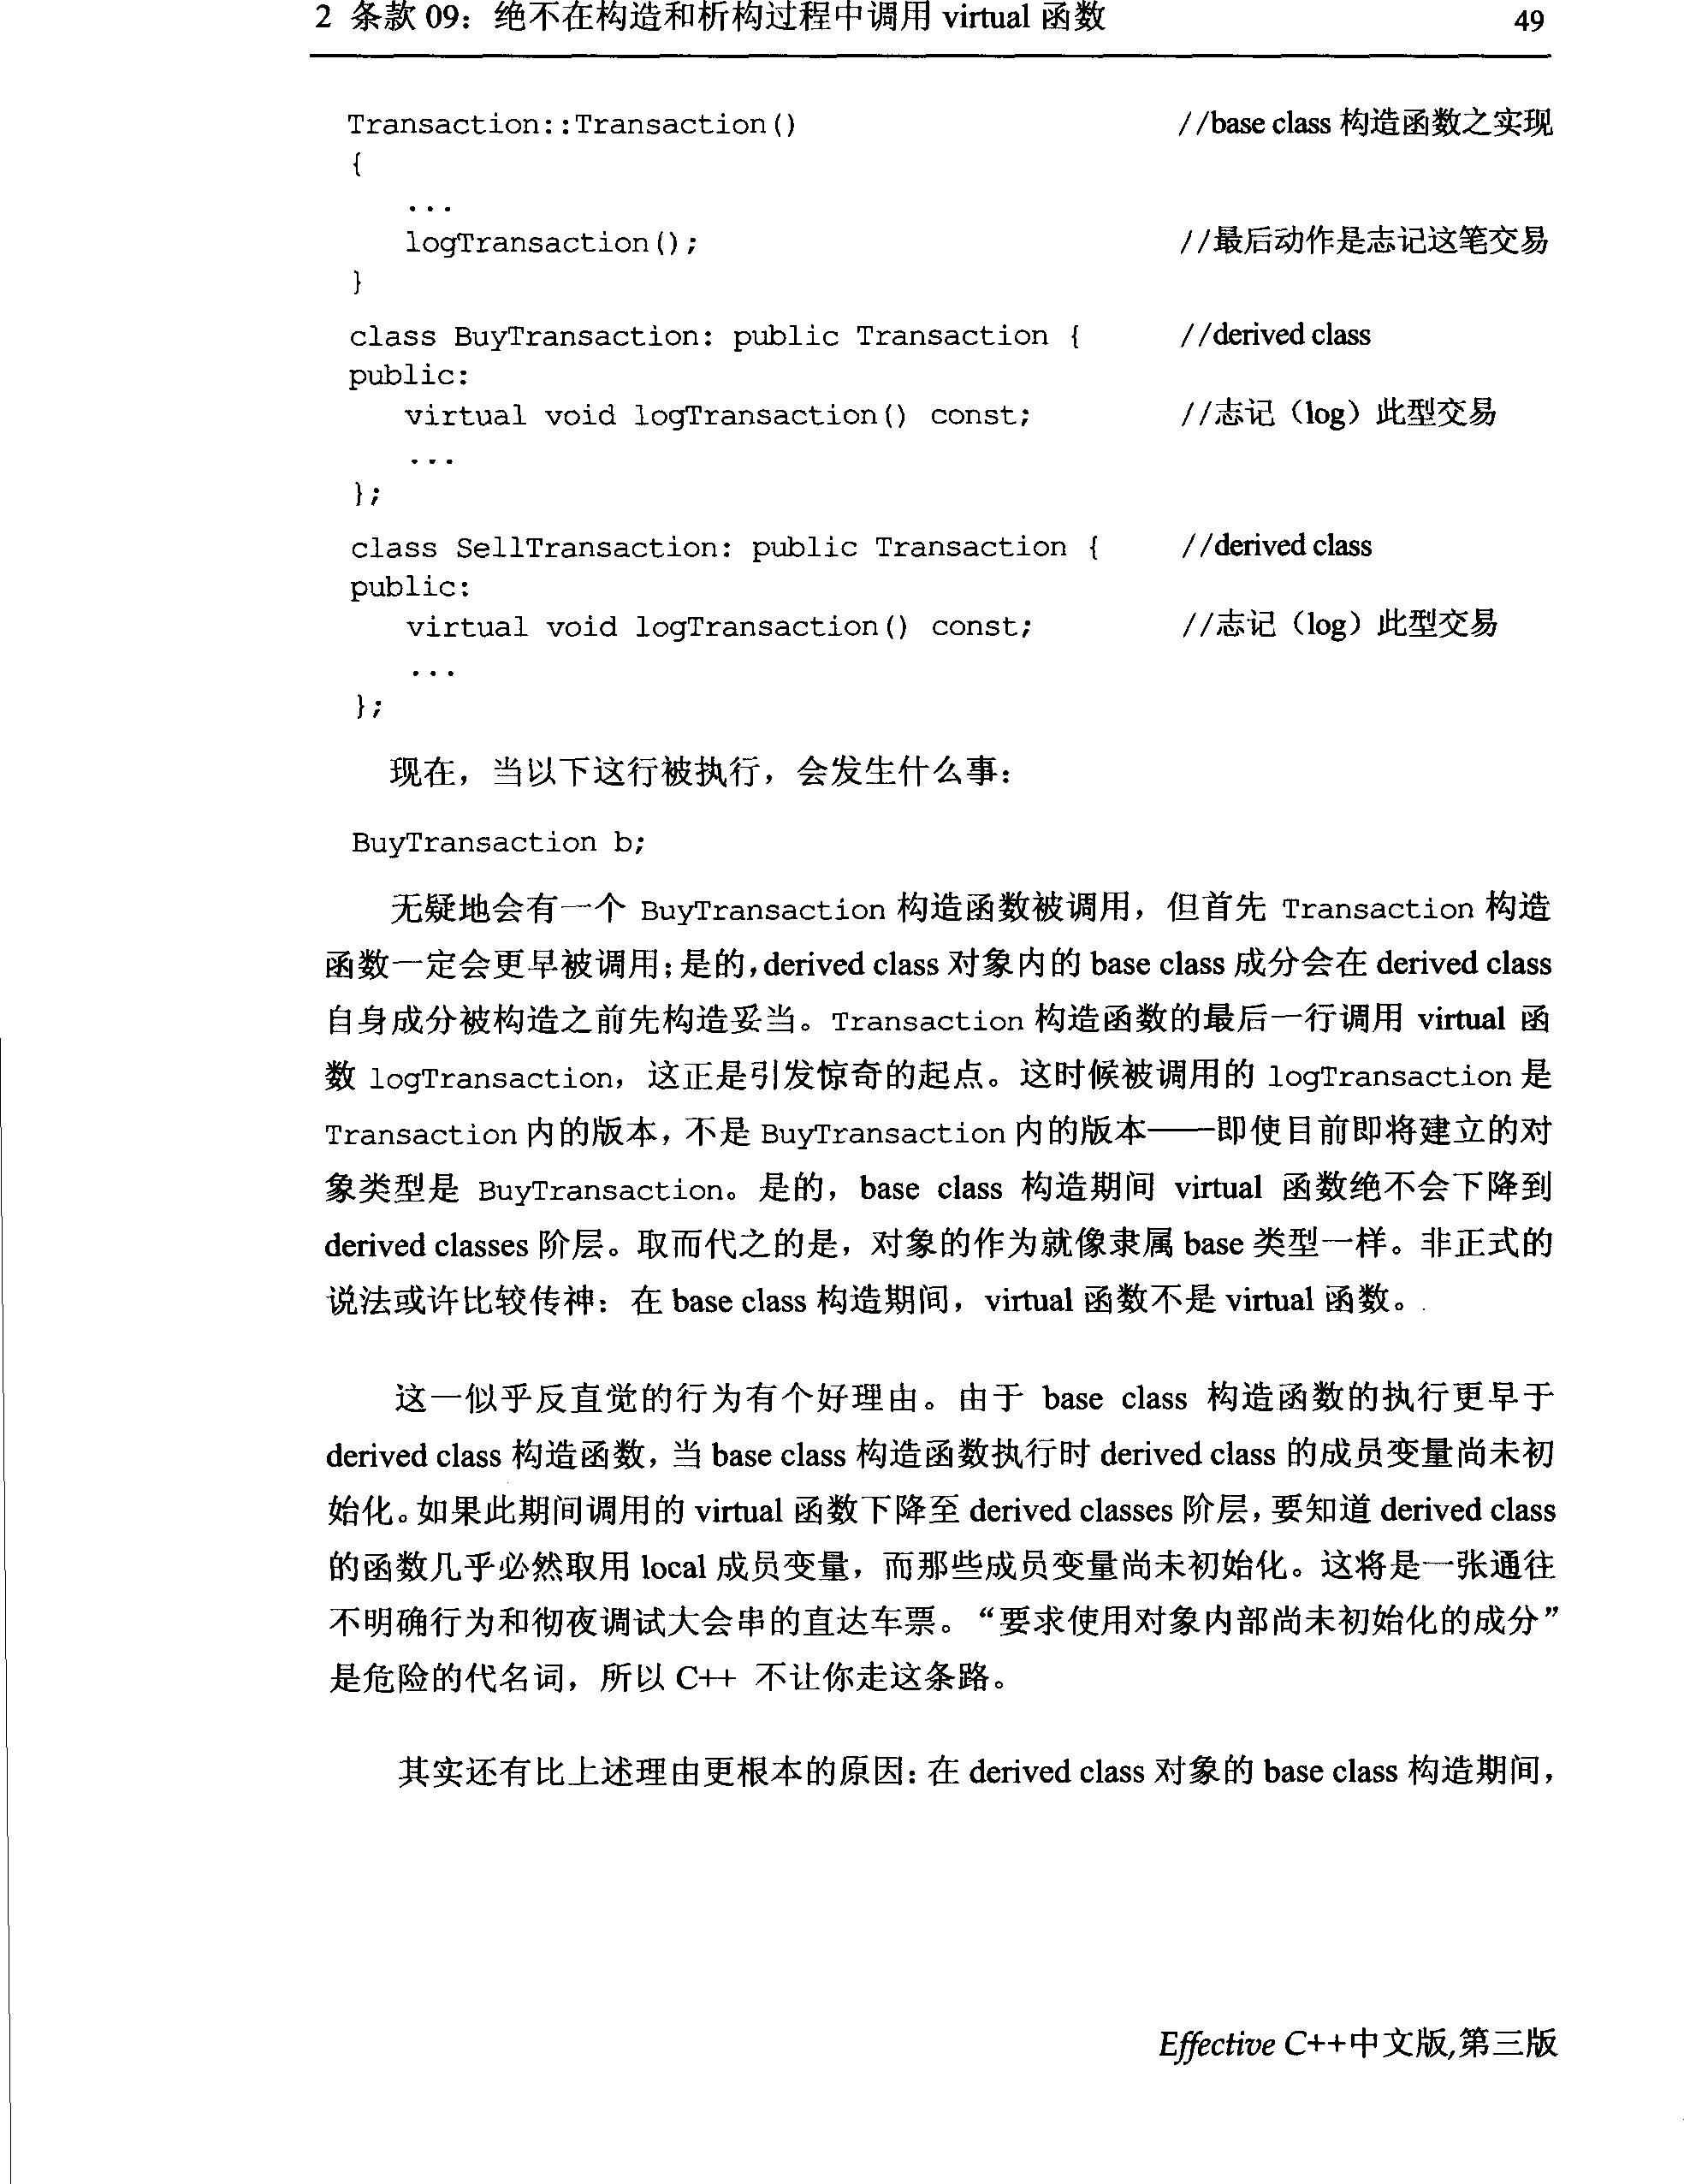 2 条款 09：绝不在构造和析构过程中调用 virtual 函数 49
Transaction::Transaction() //base class 构造函数之实现
{
...
logTransaction(); //最后动作是志记这笔交易
}
class BuyTransaction: public Transaction { //derived class
public:
virtual void logTransaction() const; //志记（log）此型交易
...
};
class SellTransaction: public Transaction { //derived class
public:
virtual void logTransaction() const; //志记（log）此型交易
...
};
现在，当以下这行被执行，会发生什么事：
BuyTransaction b;
无疑地会有一个 BuyTransaction 构造函数被调用，但首先 Transaction 构造
函数一定会更早被调用；是的，derived class 对象内的 base class 成分会在 derived class
自身成分被构造之前先构造妥当。Transaction 构造函数的最后一行调用 virtual 函
数 logTransaction，这正是引发惊奇的起点。这时候被调用的 logTransaction 是
Transaction 内的版本，不是 BuyTransaction 内的版本——即使目前即将建立的对
象类型是 BuyTransaction。是的，base class 构造期间 virtual 函数绝不会下降到
derived classes 阶层。取而代之的是，对象的作为就像隶属 base 类型一样。非正式的
说法或许比较传神：在 base class 构造期间，virtual 函数不是 virtual 函数。
这一似乎反直觉的行为有个好理由。由于 base class 构造函数的执行更早于
derived class 构造函数，当 base class 构造函数执行时 derived class 的成员变量尚未初
始化。如果此期间调用的 virtual 函数下降至 derived classes 阶层，要知道 derived class
的函数几乎必然取用 local 成员变量，而那些成员变量尚未初始化。这将是一张通往
不明确行为和彻夜调试大会串的直达车票。“要求使用对象内部尚未初始化的成分”
是危险的代名词，所以 C++ 不让你走这条路。
其实还有比上述理由更根本的原因：在 derived class 对象的 base class 构造期间，
Effective C++中文版,第三版